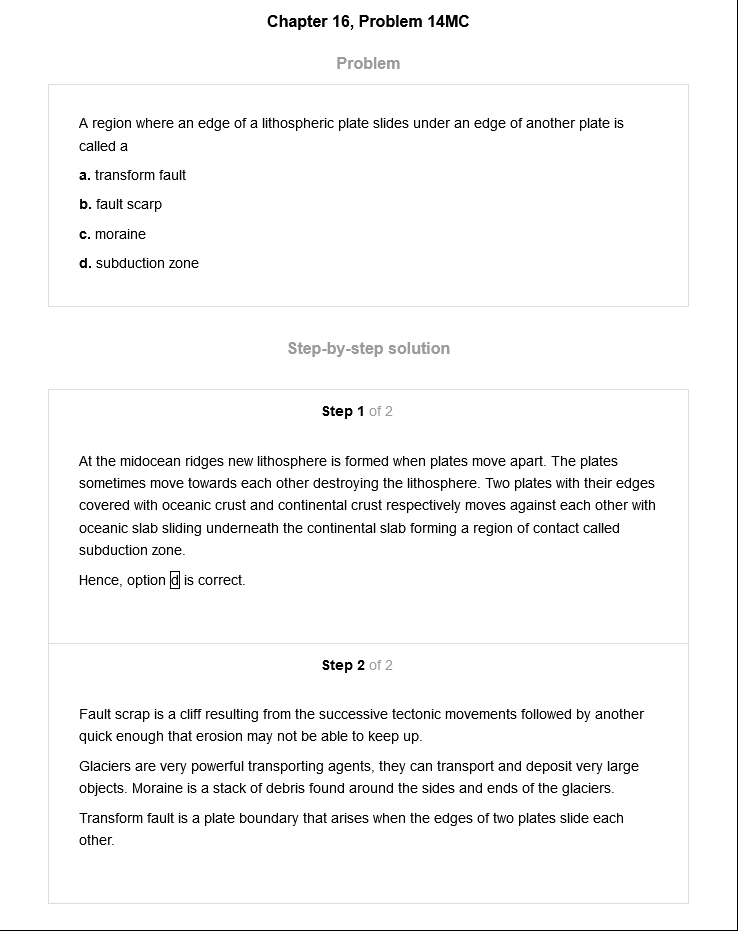 Chapter 16, Problem 14MC
Problem
A region where an edge of a lithospheric plate slides under an edge of another plate is
called a
a. transform fault
b. fault scarp
c. moraine
d. subduction zone
Step-by-step solution
Step 1 of 2
At the midocean ridges new lithosphere is formed when plates move apart. The plates
sometimes move towards each other destroying the lithosphere. Two plates with their edges
covered with oceanic crust and continental crust respectively moves against each other with
oceanic slab sliding underneath the continental slab forming a region of contact called
subduction zone.
Hence, option d is correct.
Step 2 of 2
Fault scrap is a cliff resulting from the successive tectonic movements followed by another
quick enough that erosion may not be able to keep up.
Glaciers are very powerful transporting agents, they can transport and deposit very large
objects. Moraine is a stack of debris found around the sides and ends of the glaciers.
Transform fault is a plate boundary that arises when the edges of two plates slide each
other.